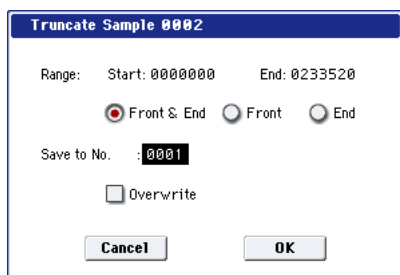 Truncate Sample 0002
Range: Start: 0000000 End: 0233520
Front & End Front End
Save to No. :0001
Overwrite
Cancel OK